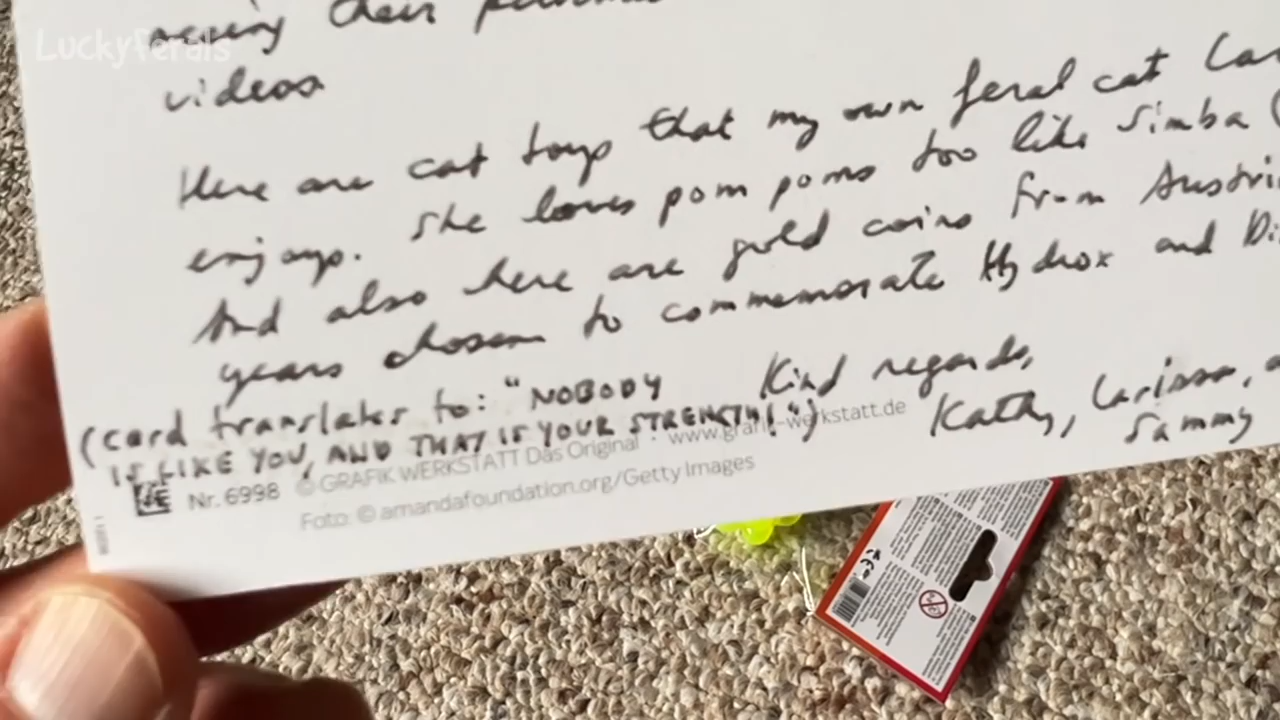 LuckyFerals
their
videos
Here are cat toys that my own feral cat
enjoys. She loves pom poms too like Simba (
And also here are gold coins from
years chosen to commemorate Hydrox and
Kind regards,
Kathy, Larissa,
Sammy
(card translates to: "NOBODY
IS LIKE YOU, AND THAT IS YOUR STRENGTH!")
Nr. 6998 © GRAFIK WERKSTATT Das Original · www.grafik-werkstatt.de
Foto: © amandafoundation.org/Getty Images